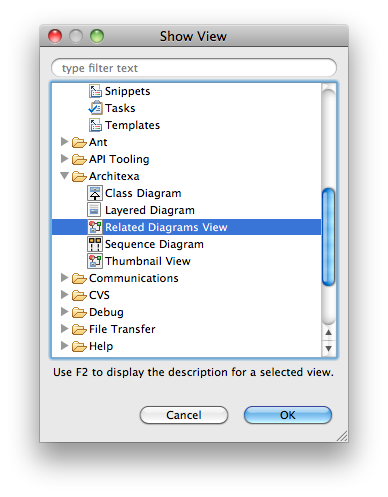 Show View
type filter text
Snippets
Tasks
Templates
Ant
API Tooling
Architexa
Class Diagram
Layered Diagram
Related Diagrams View
Sequence Diagram
Thumbnail View
Communications
CVS
Debug
File Transfer
Help
Use F2 to display the description for a selected view.
Cancel
OK